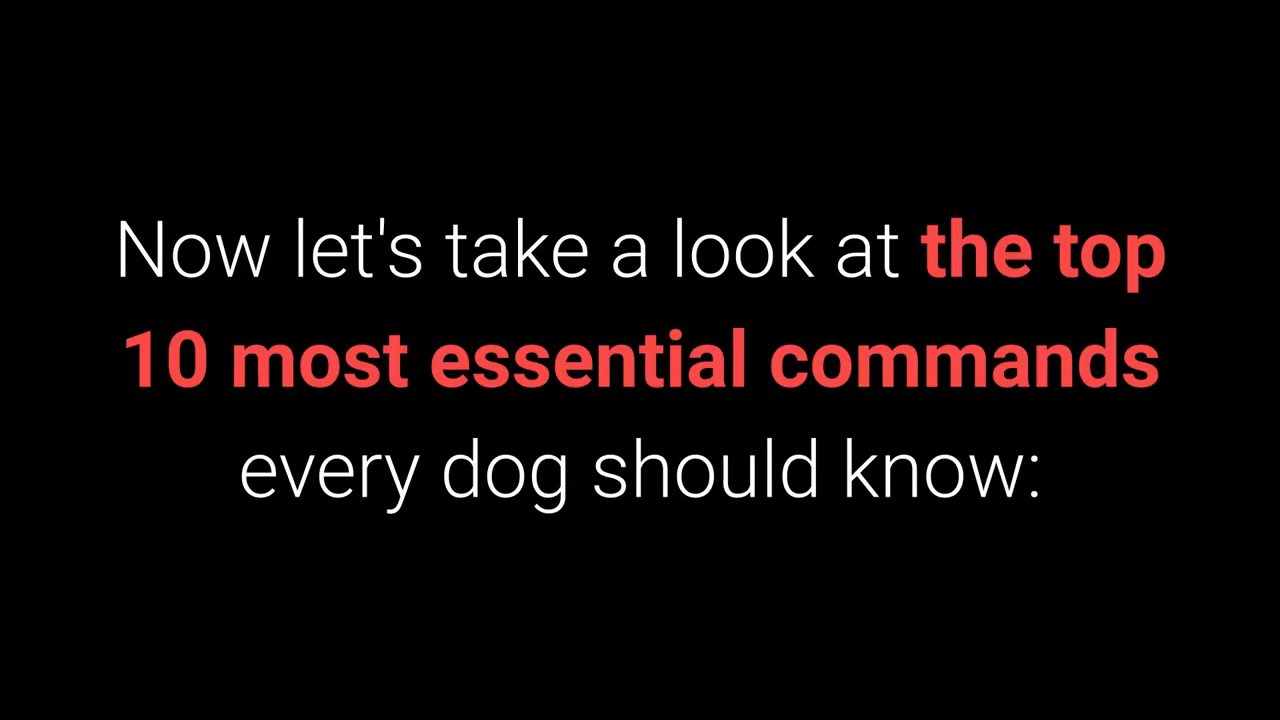 Now let's take a look at the top
10 most essential commands
every dog should know: